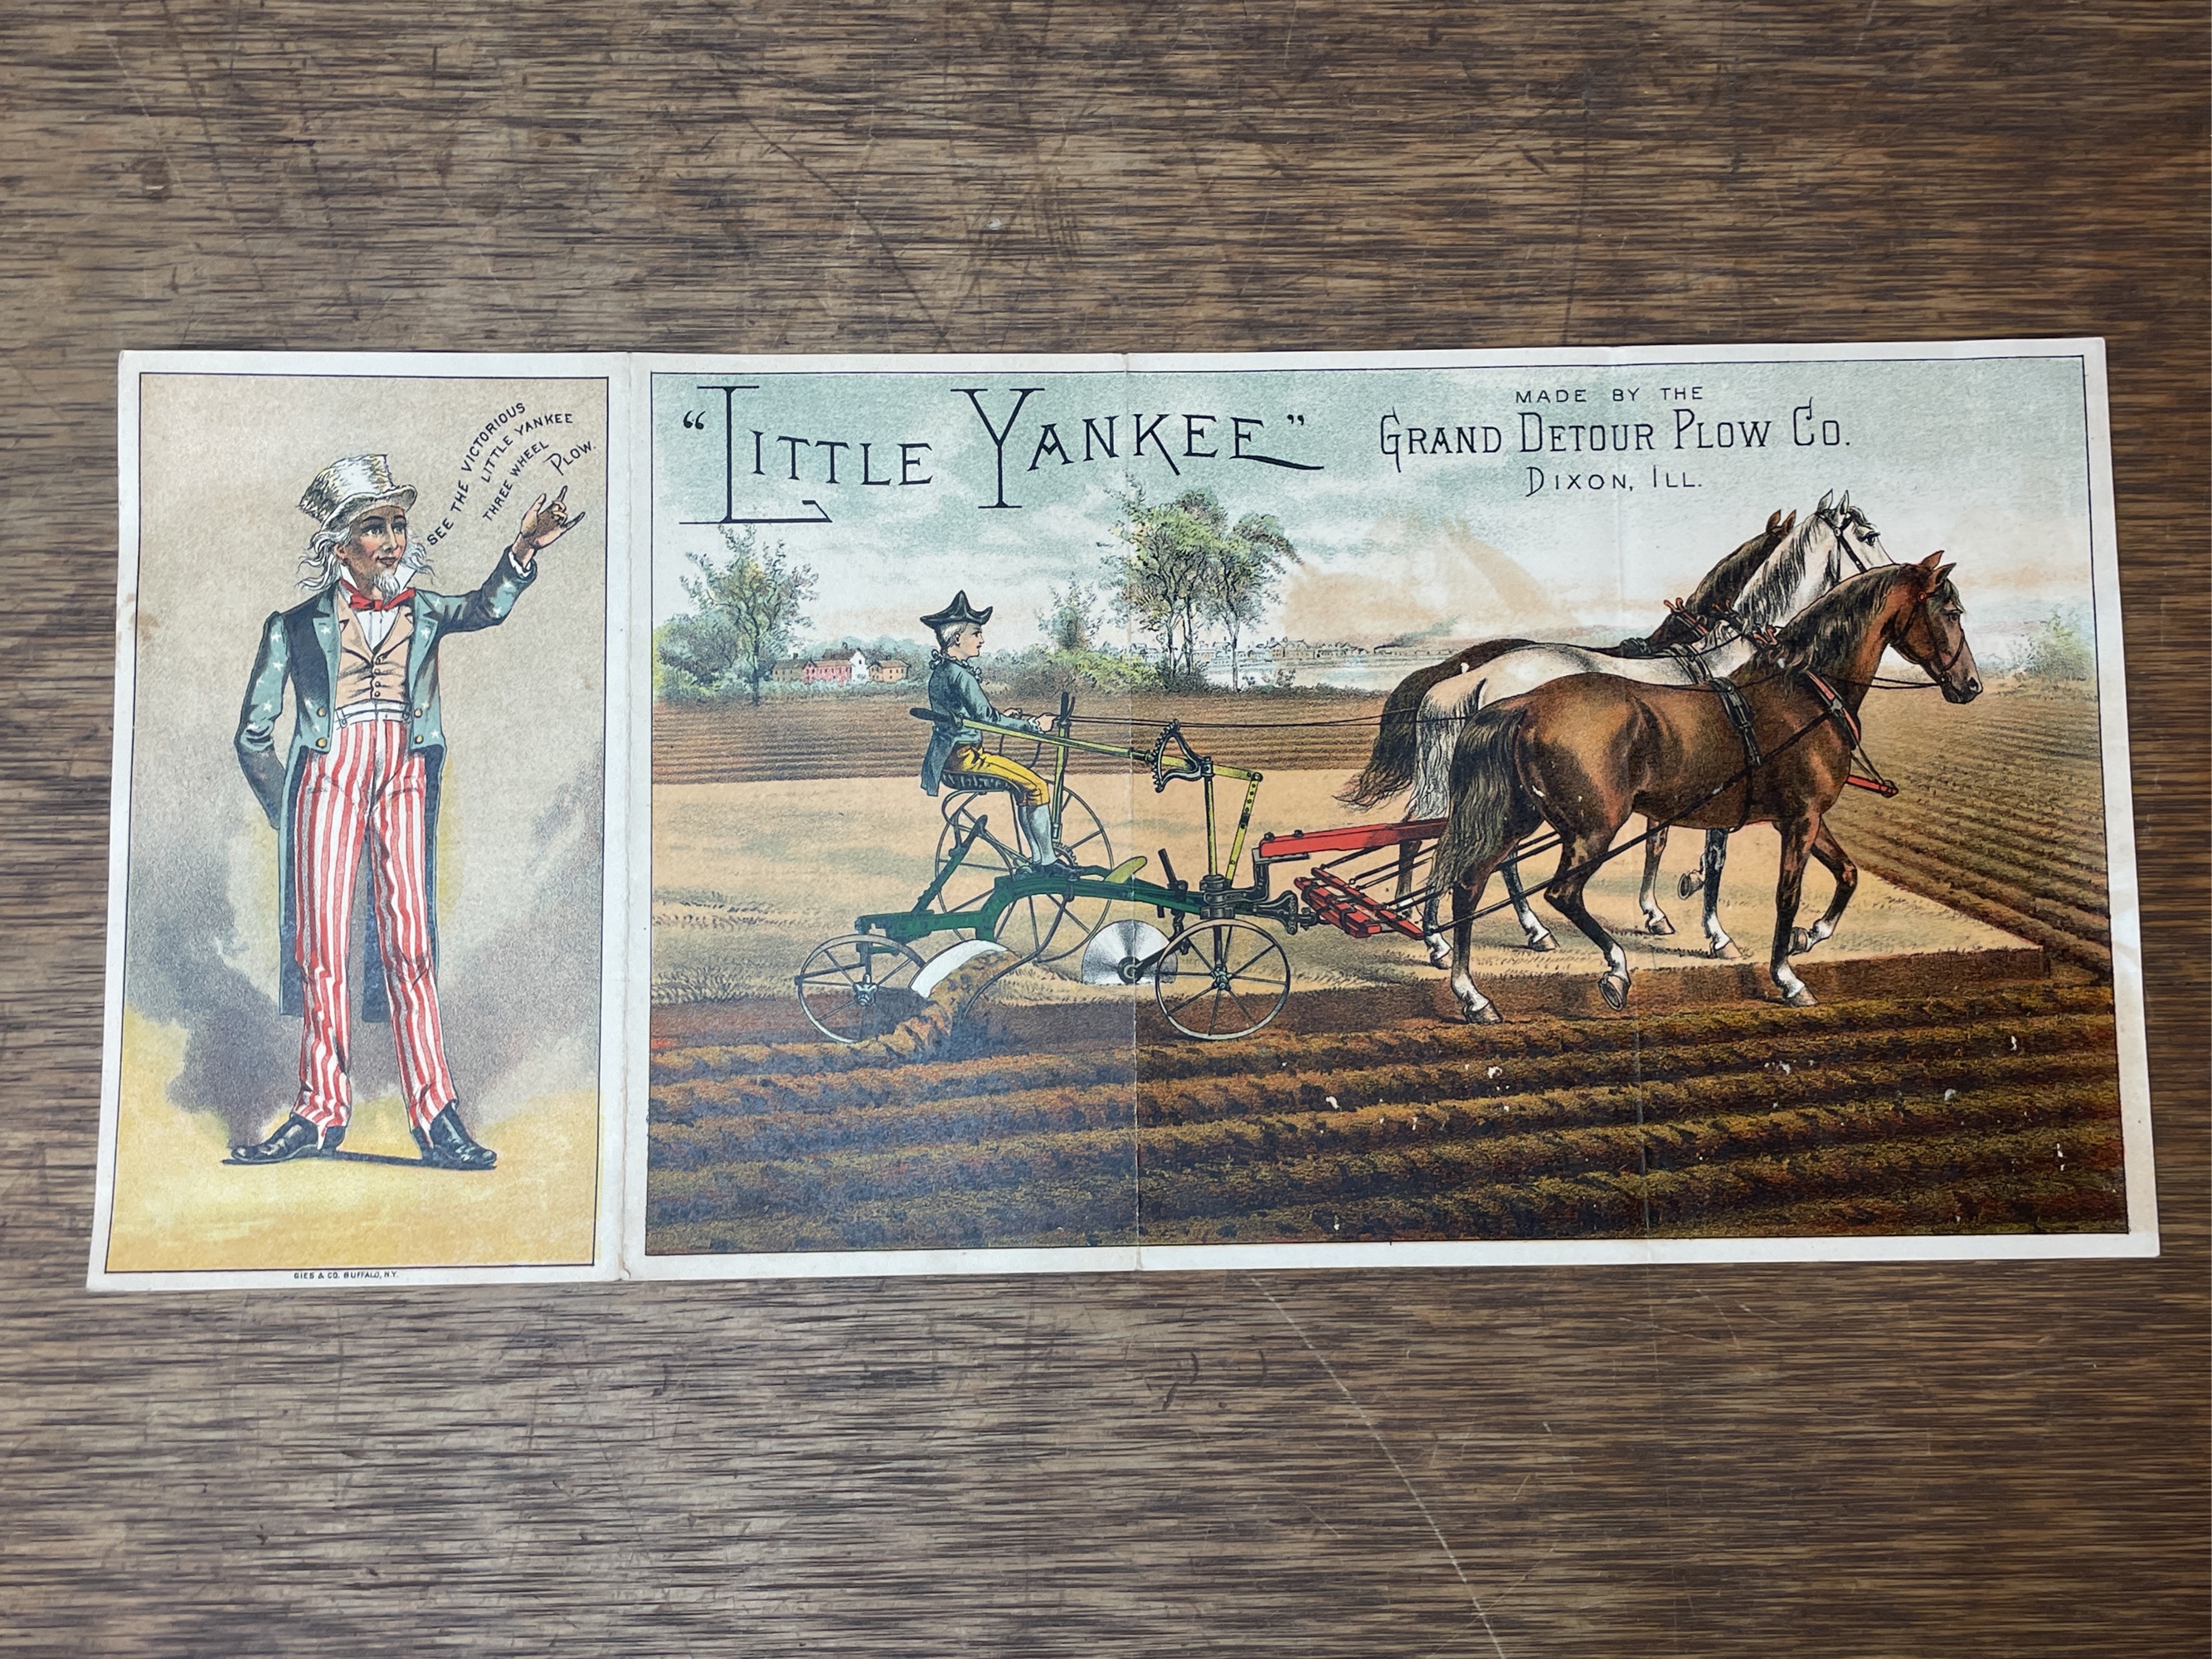 SEE THE VICTORIOUS
LITTLE YANKEE
THREE WHEEL
PLOW.
GIES & CO. BUFFALO, N.Y.
"LITTLE YANKEE"
MADE BY THE
GRAND DETOUR PLOW CO.
DIXON, ILL.